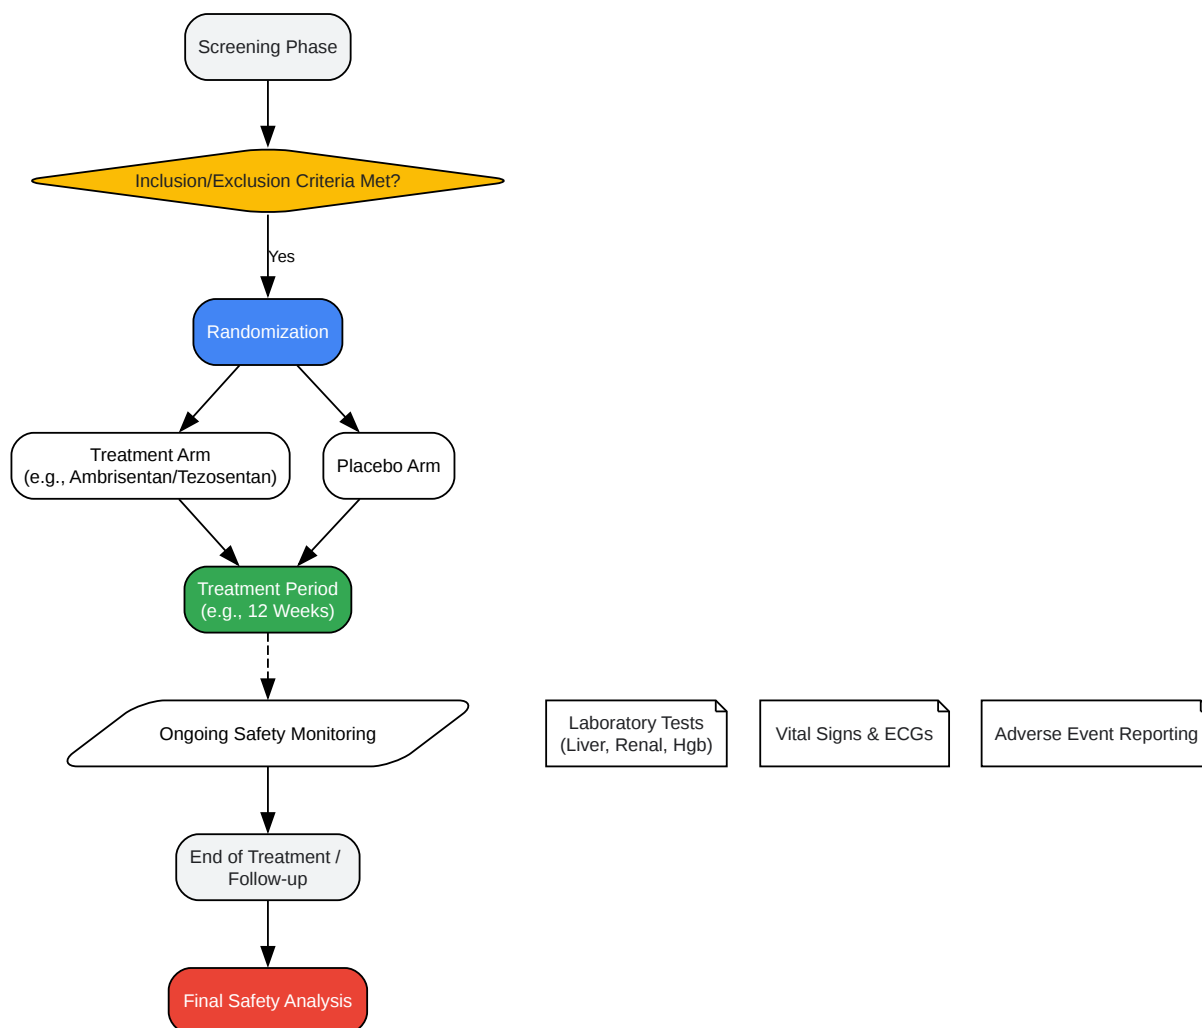 Screening Phase
Inclusion/Exclusion Criteria Met?
Yes
Randomization
Treatment Arm
(e.g., Ambrisentan/Tezosentan)
Placebo Arm
Treatment Period
(e.g., 12 Weeks)
Ongoing Safety Monitoring
Laboratory Tests
(Liver, Renal, Hgb)
Vital Signs & ECGs
Adverse Event Reporting
End of Treatment /
Follow-up
Final Safety Analysis